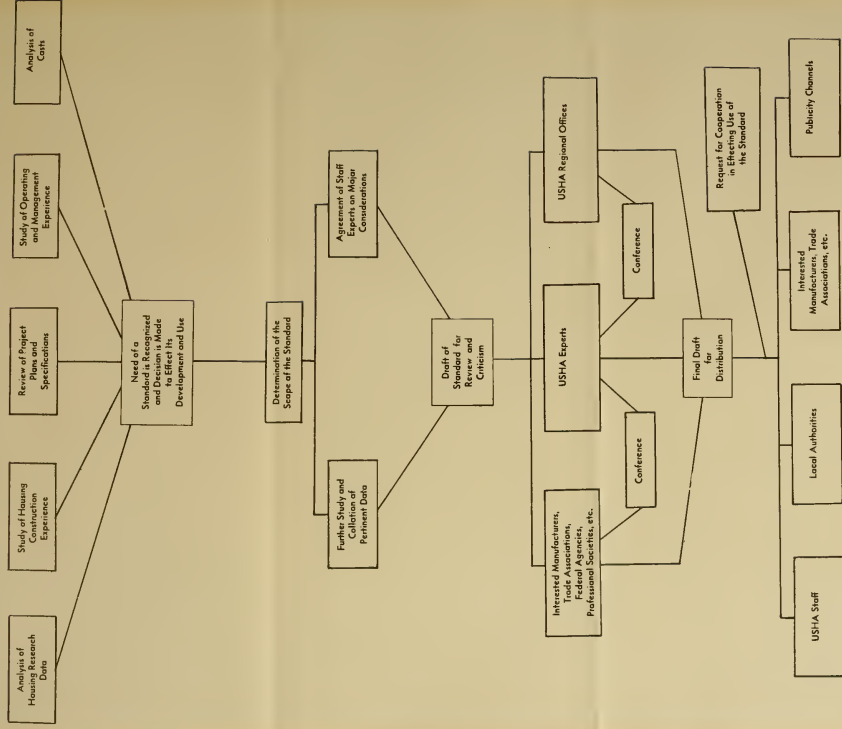 Analysis of
Housing Research
Data
Study of Housing
Construction
Experience
Review of Project
Plans and
Specifications
Study of Operating
and Management
Experience
Analysis of
Costs
Need of a
Standard is Recognized
and Decision is Made
to Effect Its
Development and Use
Determination of the
Scope of the Standard
Further Study and
Collation of
Pertinent Data
Agreement of Staff
Experts on Major
Considerations
Draft of
Standard for
Review and
Criticism
Interested Manufacturers,
Trade Associations,
Federal Agencies,
Professional Societies, etc.
USHA Experts
USHA Regional Offices
Conference
Conference
Final Draft
for
Distribution
Request for Cooperation
in Effecting Use of
the Standard
USHA Staff
Local Authorities
Interested
Manufacturers, Trade
Associations, etc.
Publicity Channels